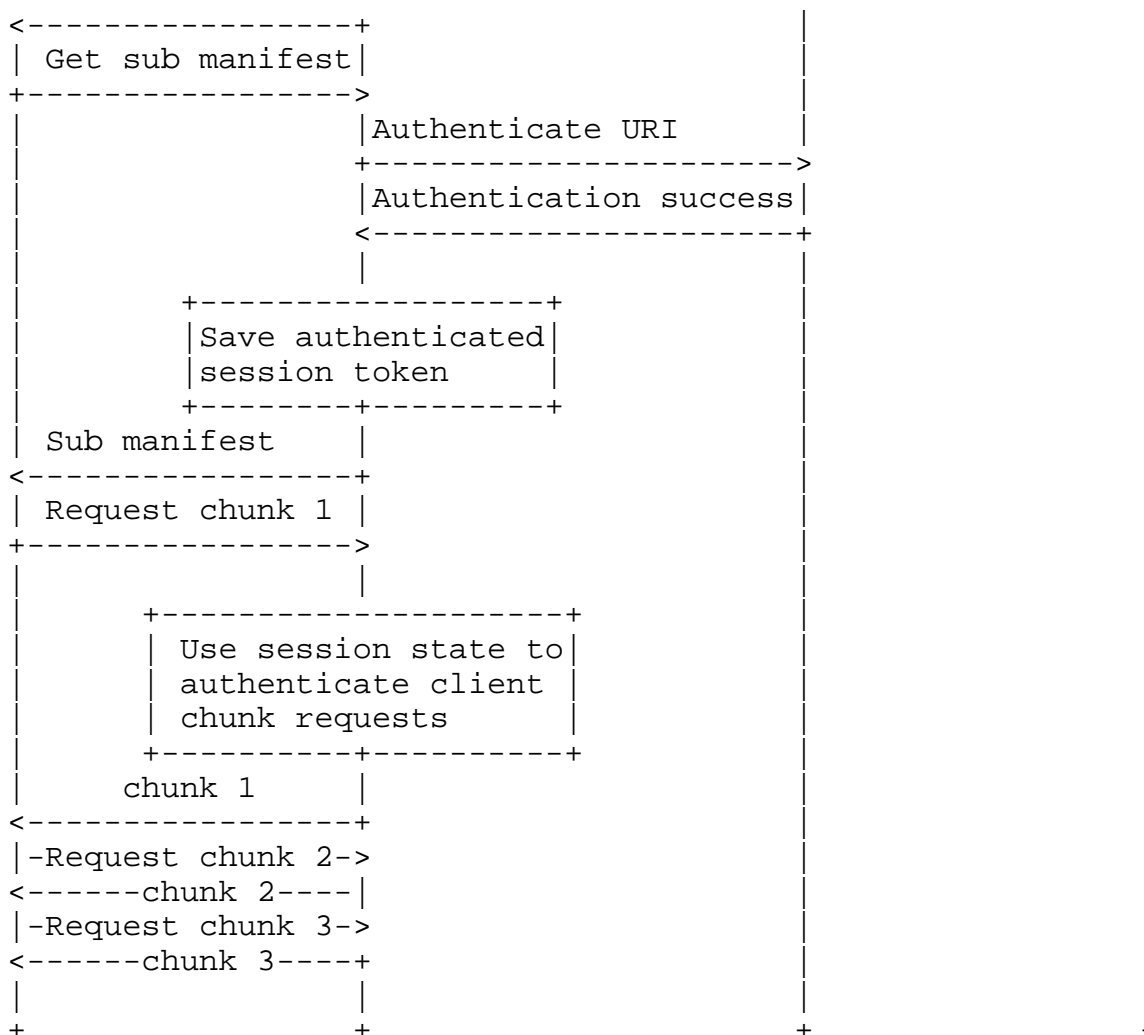 Get sub manifest
Authenticate URI
Authentication success
Save authenticated
session token
Sub manifest
Request chunk 1
Use session state to
authenticate client
chunk requests
chunk 1
-Request chunk 2->
<------chunk 2----
-Request chunk 3->
<------chunk 3----+